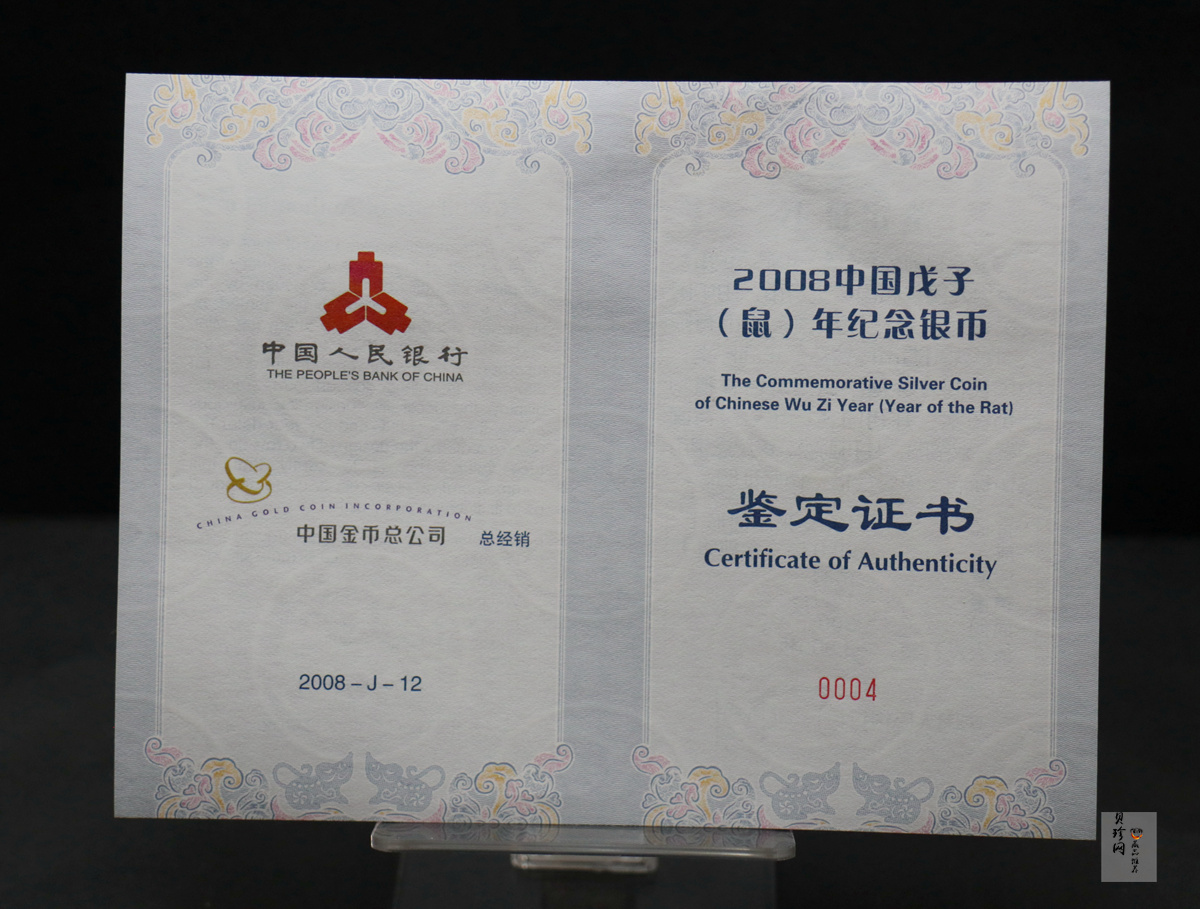 中国人民银行
THE PEOPLE'S BANK OF CHINA
CHINA GOLD COIN INCORPORATION
中国金币总公司 总经销
2008－J－12
2008中国戊子
（鼠）年纪念银币
The Commemorative Silver Coin
of Chinese Wu Zi Year (Year of the Rat)
鉴定证书
Certificate of Authenticity
0004
贝珍网